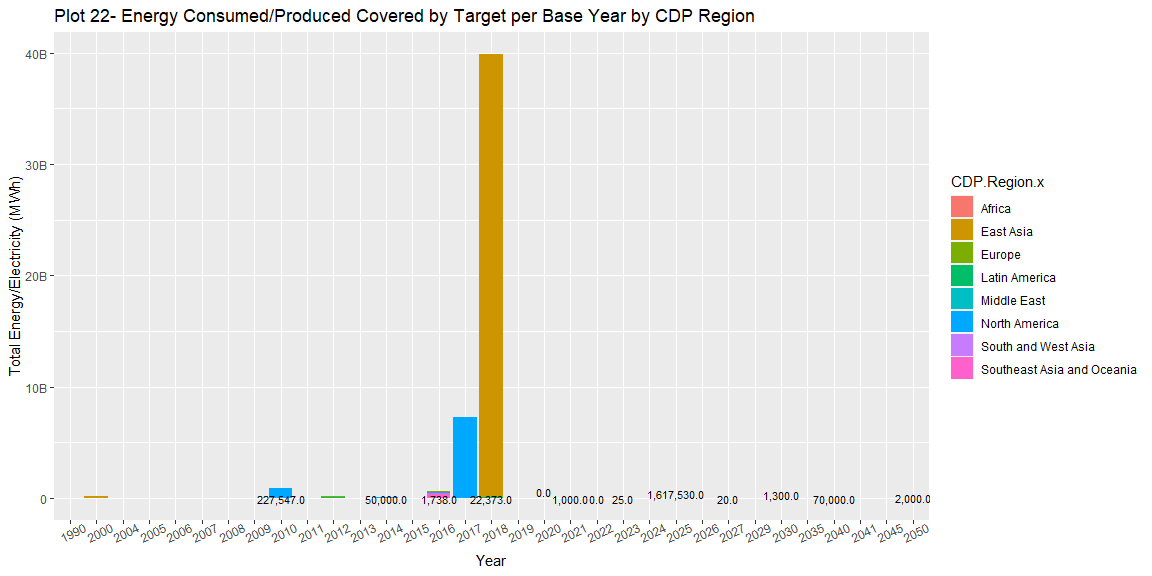 Plot 22- Energy Consumed/Produced Covered by Target per Base Year by CDP Region
Total Energy/Electricity (MWh)
40B
30B
20B
10B
0
227,547.0
50,000.0
1,738.0
22,373.0
0.0
1,000.0
0.0
25.0
1,617,530.0
20.0
1,300.0
70,000.0
2,000.0
1990
2000
2004
2005
2006
2007
2008
2009
2010
2011
2012
2013
2014
2015
2016
2017
2018
2019
2020
2021
2022
2023
2024
2025
2026
2027
2029
2030
2035
2040
2041
2045
2050
Year
CDP.Region.x
Africa
East Asia
Europe
Latin America
Middle East
North America
South and West Asia
Southeast Asia and Oceania